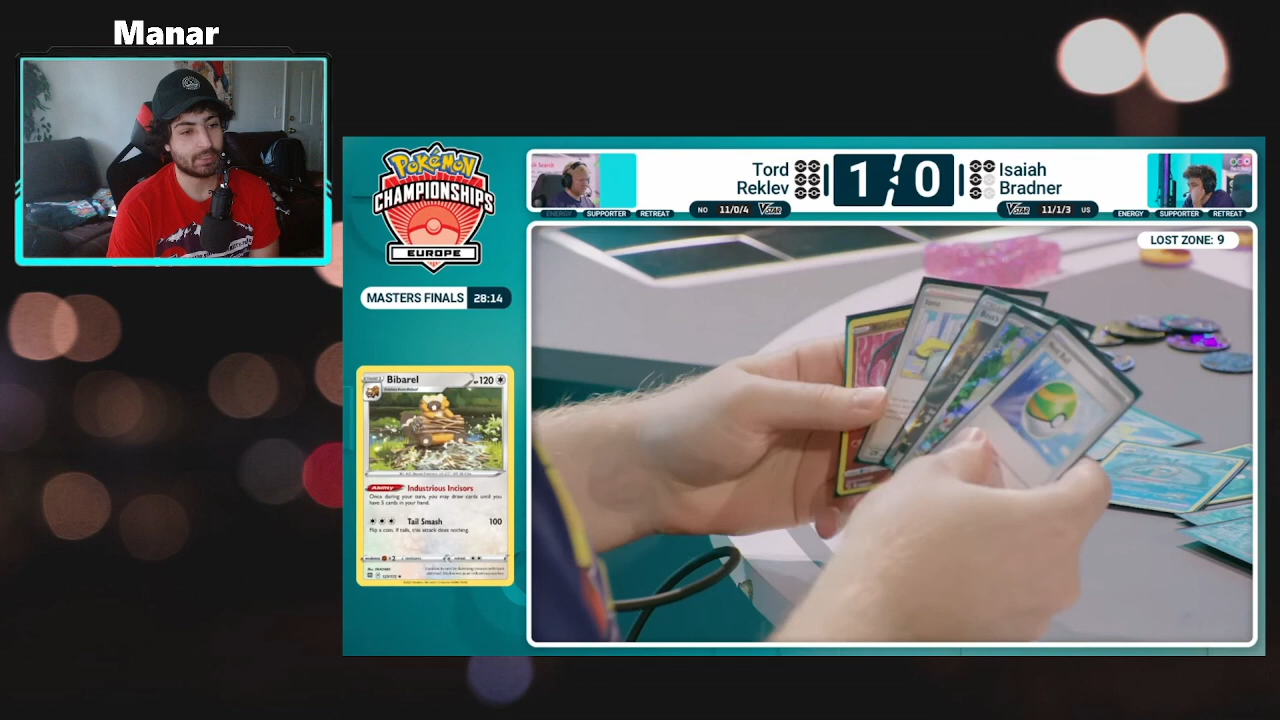 Manar
Pokémon
CHAMPIONSHIPS
EUROPE
MASTERS FINALS 28:14
Tord
Reklev
1 : 0
Isaiah
Bradner
NO 11/0/4 VSTAR
VSTAR 11/1/3 US
ENERGY SUPPORTER RETREAT
ENERGY SUPPORTER RETREAT
LOST ZONE: 9
Bibarel
120
Ability Industrious Incisors
Once during your turn, you may draw cards until you
have 5 cards in your hand.
Tail Smash 100
Flip a coin. If tails, this attack does nothing.
Nest Ball